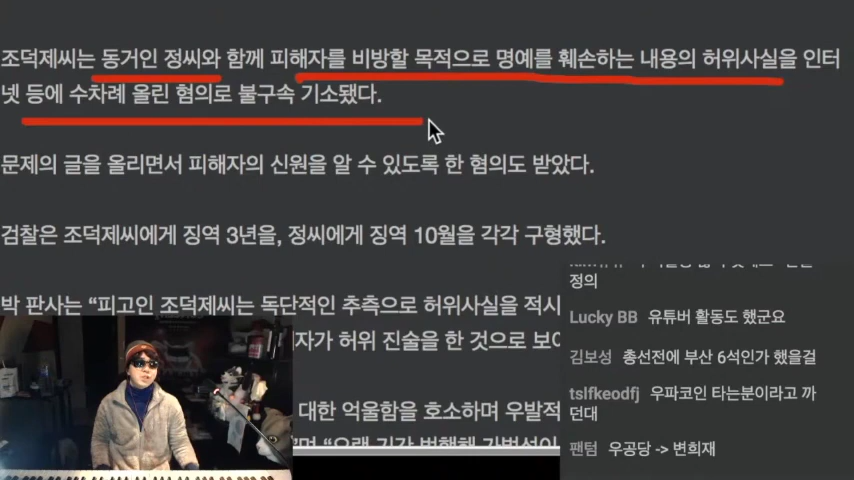 조덕제씨는 동거인 정씨와 함께 피해자를 비방할 목적으로 명예를 훼손하는 내용의 허위사실을 인터
넷 등에 수차례 올린 혐의로 불구속 기소됐다.
문제의 글을 올리면서 피해자의 신원을 알 수 있도록 한 혐의도 받았다.
검찰은 조덕제씨에게 징역 3년을, 정씨에게 징역 10월을 각각 구형했다.
박 판사는 “피고인 조덕제씨는 독단적인 추측으로 허위사실을 적시
자가 허위 진술을 한 것으로 보이
대한 억울함을 호소하며 우발적
정의
Lucky BB 유튜버 활동도 했군요
김보성 총선전에 부산 6석인가 했을걸
tslfkeodfj 우파코인 타는분이라고 까
던대
팬텀 우공당 -> 변희재